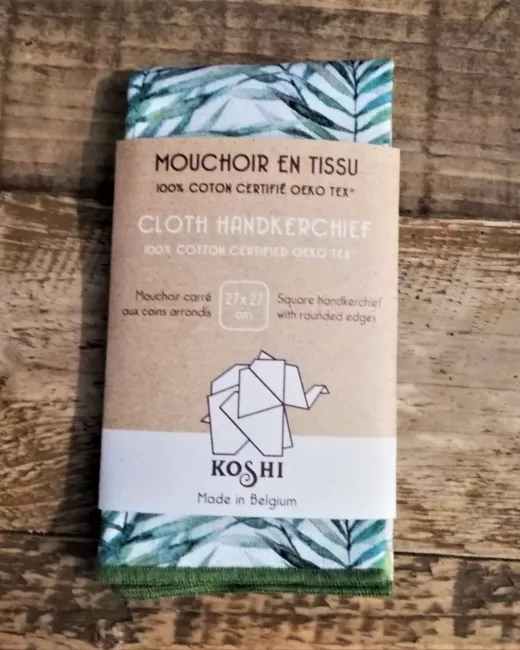 MOUCHOIR EN TISSU
100% COTON CERTIFIÉ OEKO TEX®
CLOTH HANDKERCHIEF
100% COTTON CERTIFIED OEKO TEX®
Mouchoir carré
aux coins arrondis
27 x 27
cm
Square handkerchief
with rounded edges
KOSHI
Made in Belgium